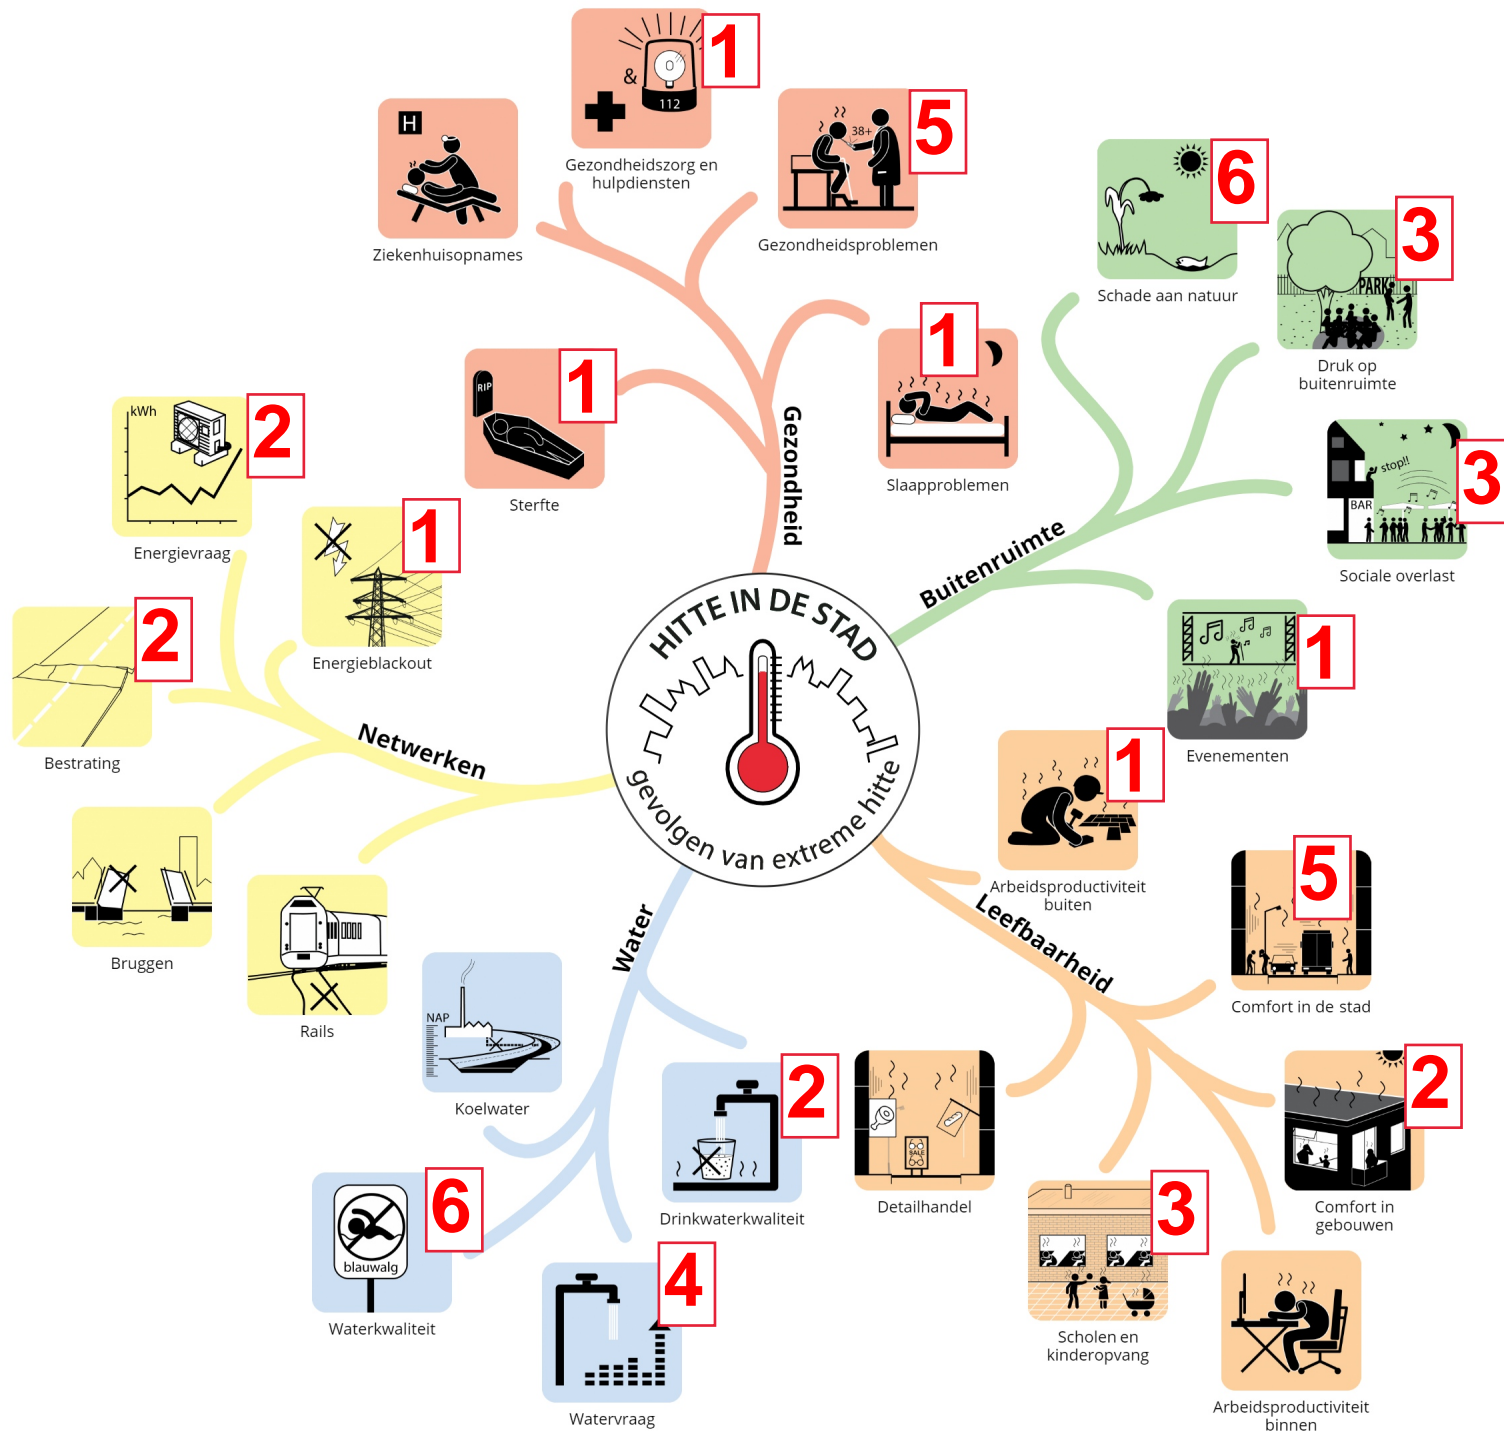 1
&
112
Gezondheidszorg en
hulpdiensten
H
Ziekenhuisopnames
5
38+
Gezondheidsproblemen
1
Slaapproblemen
1
RIP
Sterfte
Gezondheid
6
Schade aan natuur
3
PARK
Druk op
buitenruimte
3
stop!!
BAR
Sociale overlast
1
Evenementen
Buitenruimte
2
kWh
Energievraag
1
Energieblackout
2
Bestrating
Bruggen
Rails
Netwerken
HITTE IN DE STAD
gevolgen van extreme hitte
1
Arbeidsproductiviteit
buiten
5
Comfort in de stad
2
Comfort in
gebouwen
Arbeidsproductiviteit
binnen
3
Scholen en
kinderopvang
SALE
Detailhandel
Leefbaarheid
Water
NAP
Koelwater
2
Drinkwaterkwaliteit
6
blauwalg
Waterkwaliteit
4
Watervraag